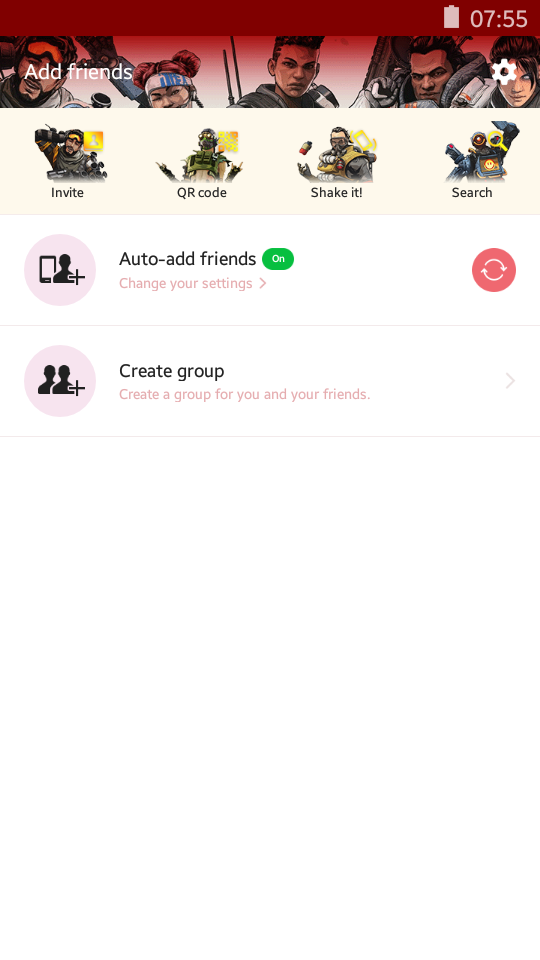 07:55
Add friends
Invite
QR code
Shake it!
Search
Auto-add friends On
Change your settings
Create group
Create a group for you and your friends.